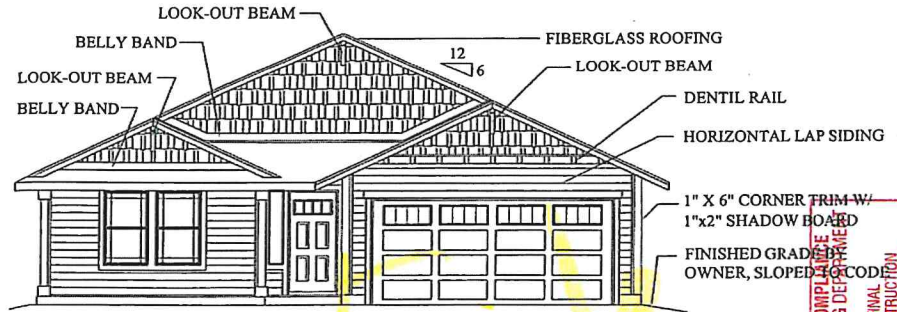 LOOK-OUT BEAM
BELLY BAND
LOOK-OUT BEAM
BELLY BAND
FIBERGLASS ROOFING
12
6
LOOK-OUT BEAM
DENTIL RAIL
HORIZONTAL LAP SIDING
1" X 6" CORNER TRIM W/
1"x2" SHADOW BOARD
FINISHED GRADE BY
OWNER, SLOPED TO CODE